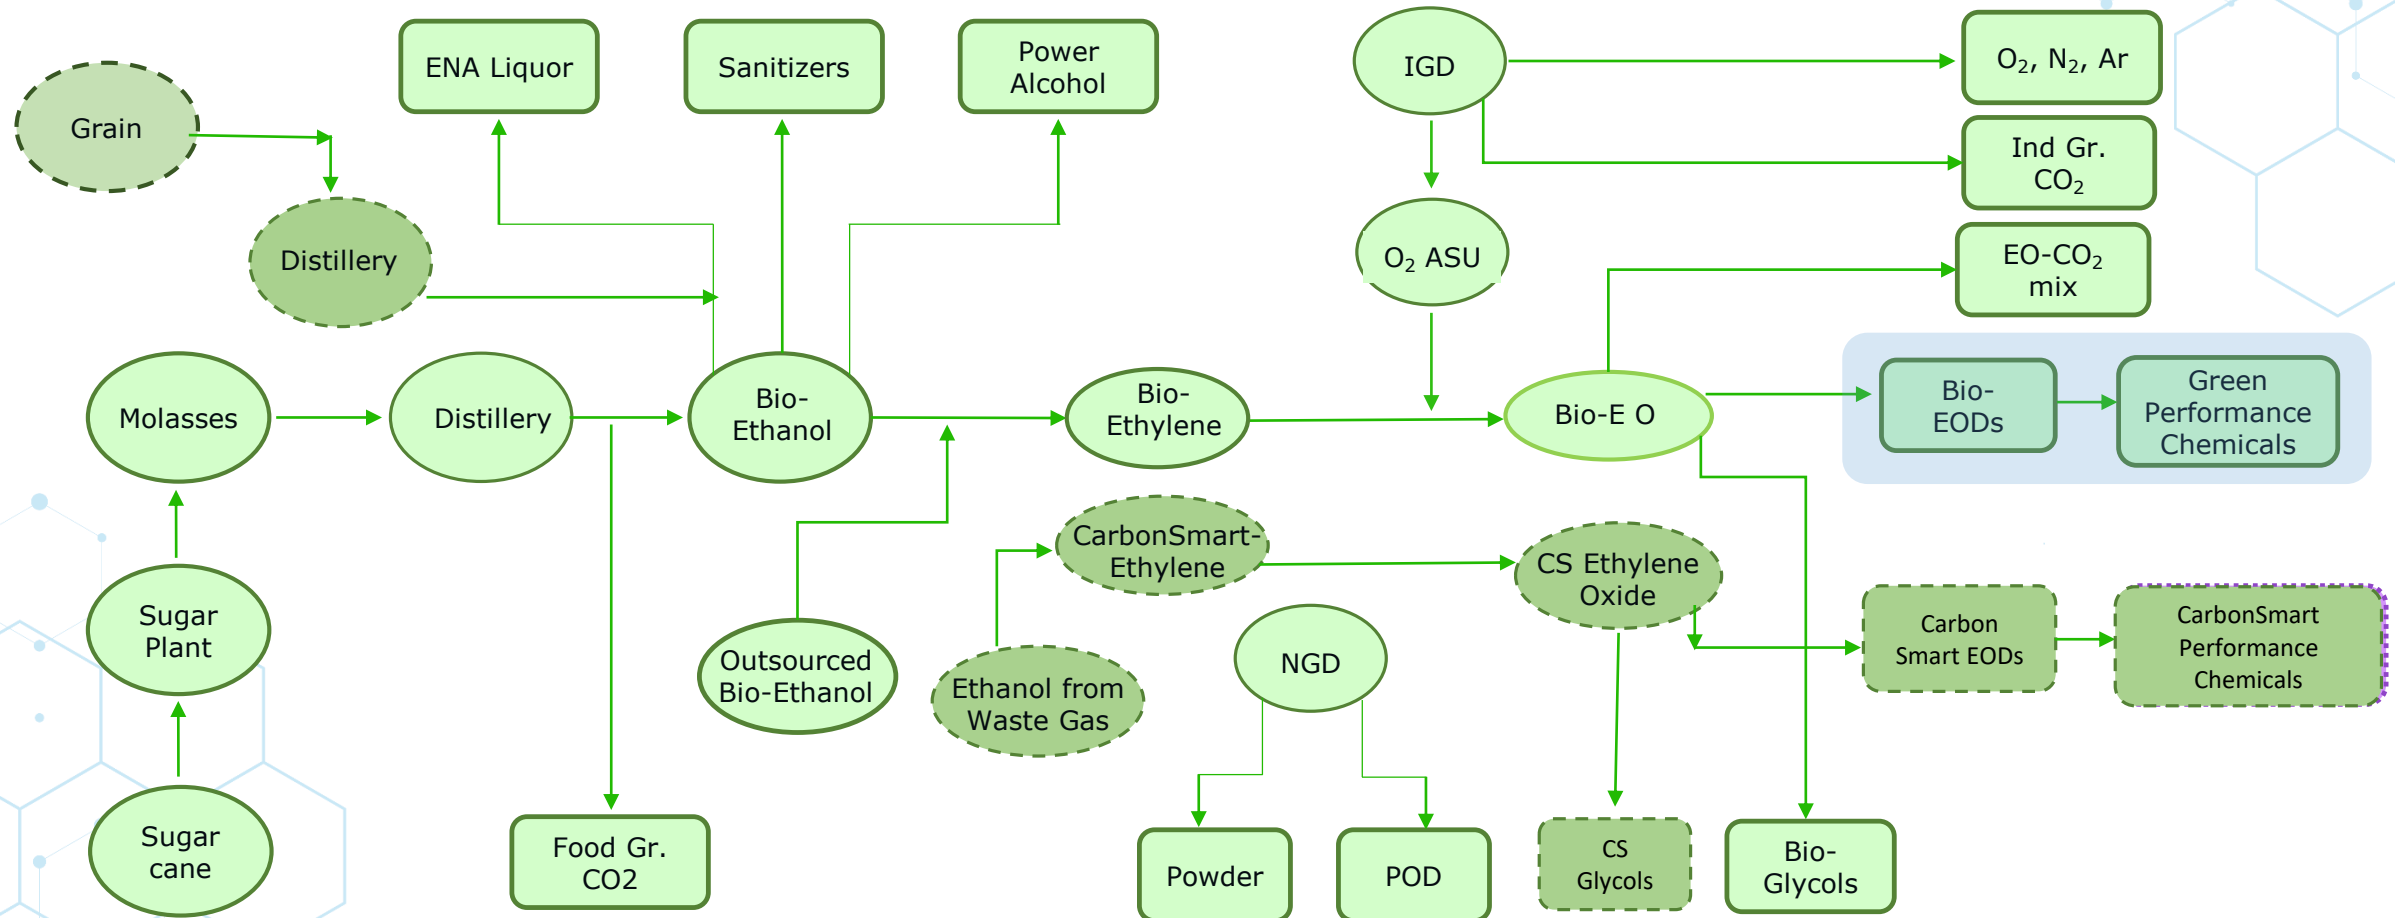 ENA Liquor
Sanitizers
Power
Alcohol
IGD
O₂, N₂, Ar
Grain
Ind Gr.
CO₂
Distillery
O₂ ASU
EO-CO₂
mix
Molasses
Distillery
Bio-
Ethanol
Bio-
Ethylene
Bio-E O
Bio-
EODs
Green
Performance
Chemicals
CarbonSmart-
Ethylene
CS Ethylene
Oxide
Sugar
Plant
Outsourced
Bio-Ethanol
Ethanol from
Waste Gas
NGD
Carbon
Smart EODs
CarbonSmart
Performance
Chemicals
Sugar
cane
Food Gr.
CO2
Powder
POD
CS
Glycols
Bio-
Glycols